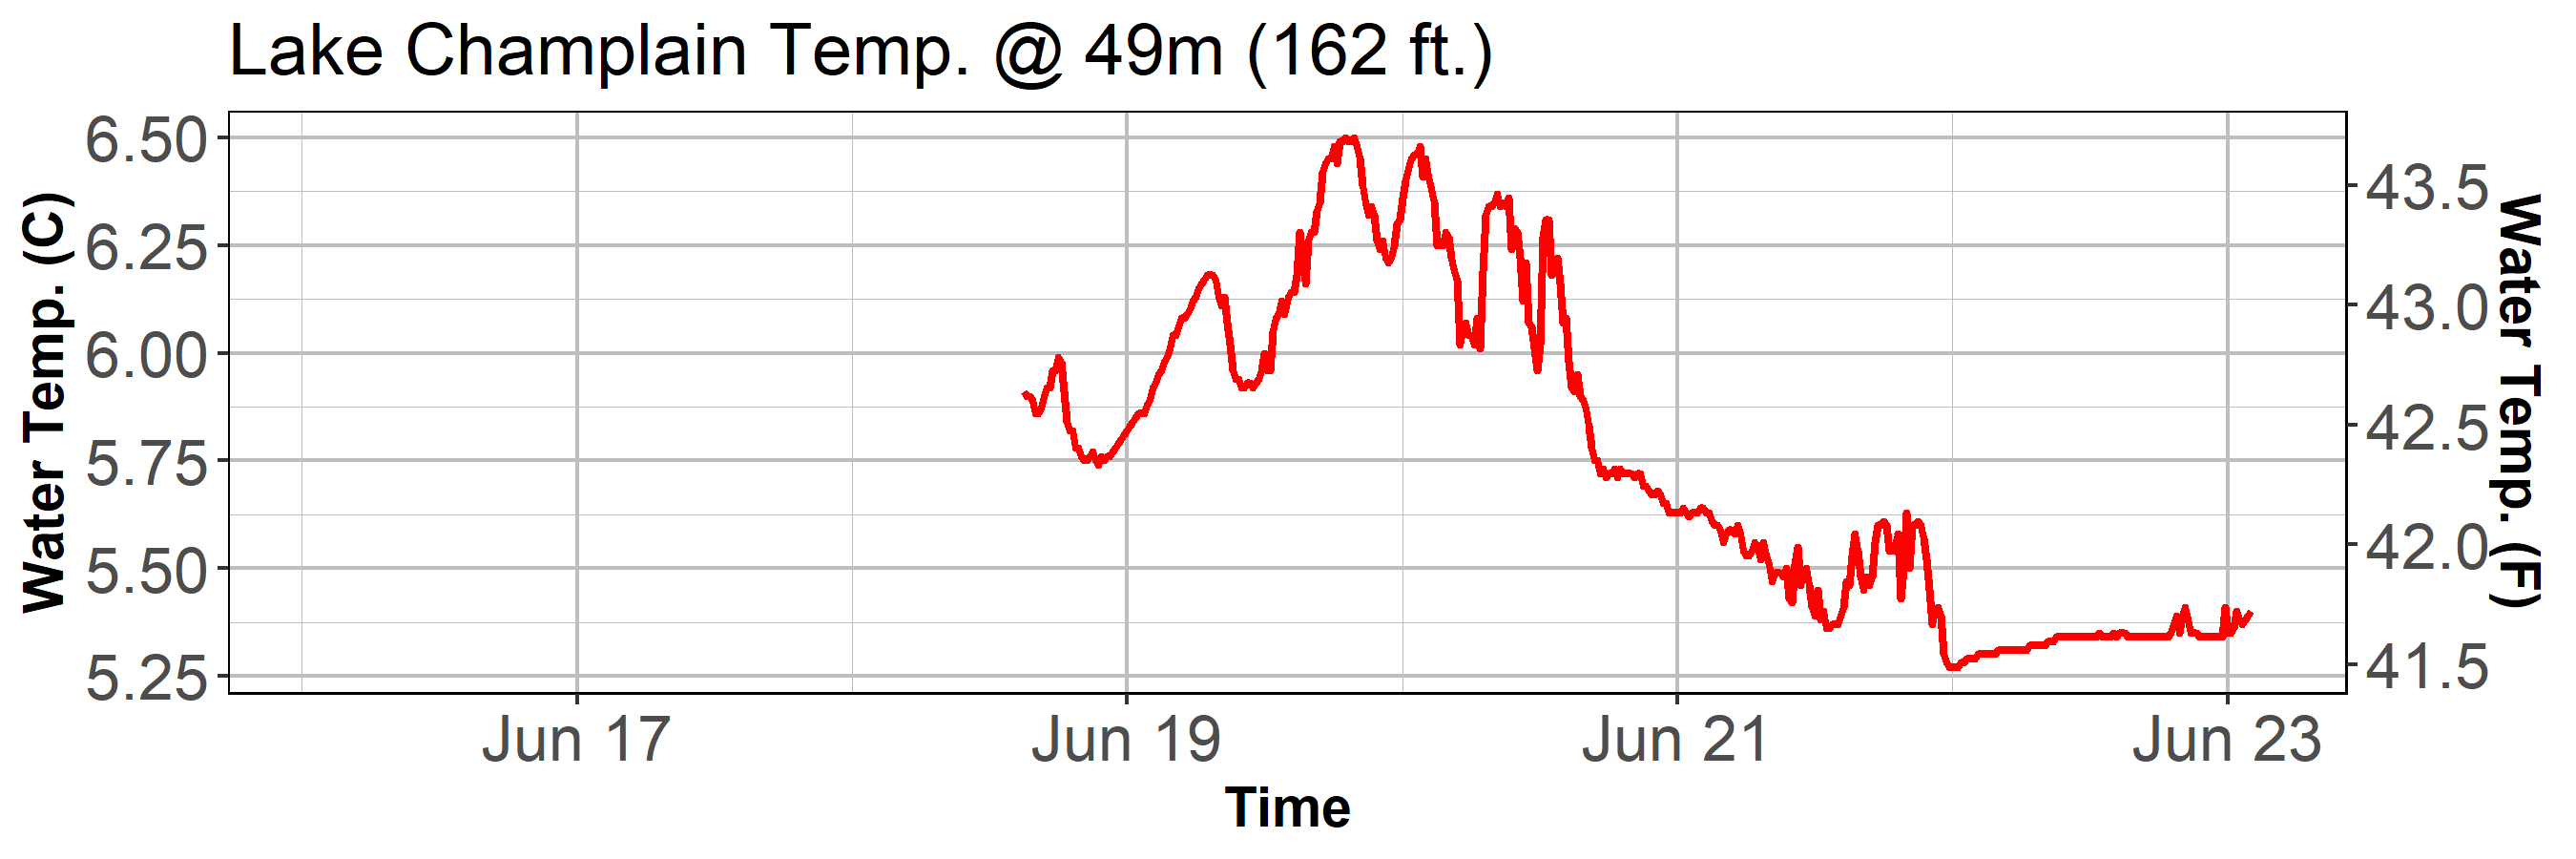 Lake Champlain Temp. @ 49m (162 ft.)
Water Temp. (C)
6.50
6.25
6.00
5.75
5.50
5.25
43.5
43.0
42.5
42.0
41.5
Water Temp. (F)
Jun 17
Jun 19
Jun 21
Jun 23
Time